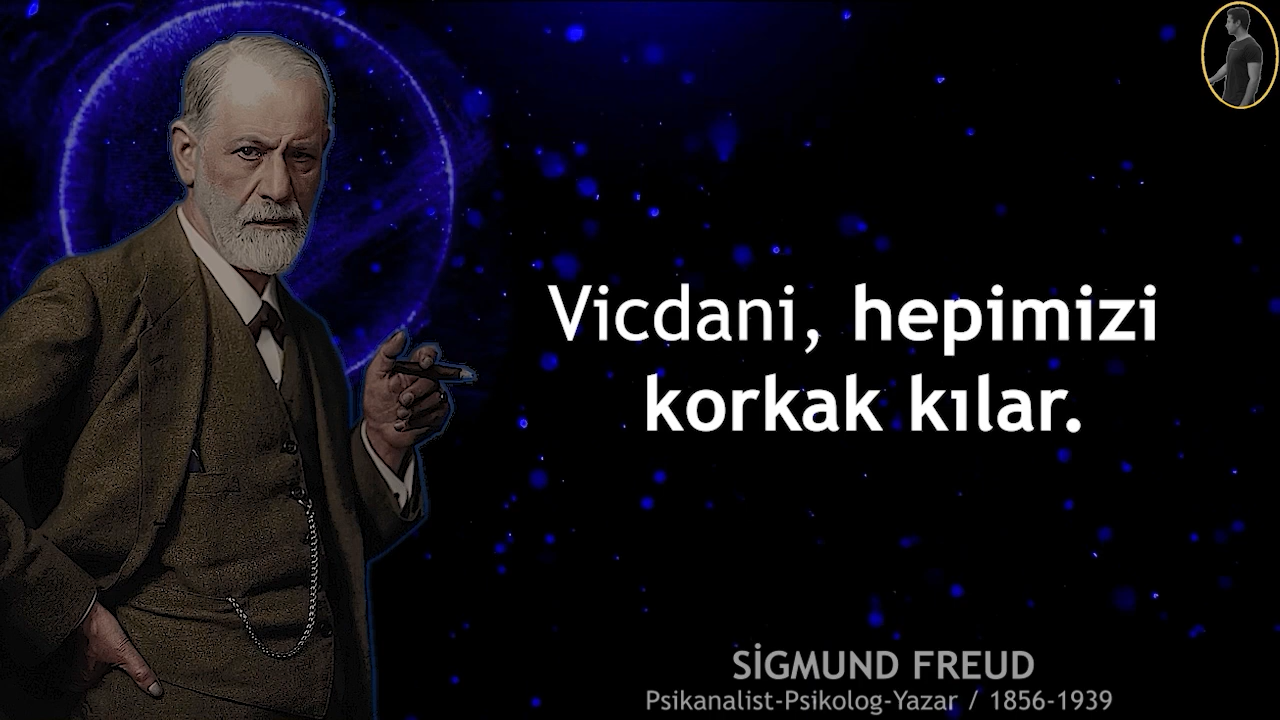 Vicdani, hepimizi
korkak kılar.
SİGMUND FREUD
Psikanalist-Psikolog-Yazar / 1856-1939